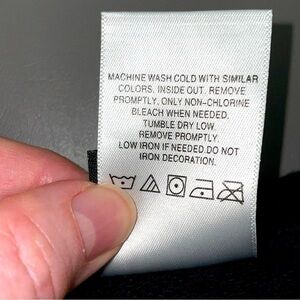 MACHINE WASH COLD WITH SIMILAR
COLORS, INSIDE OUT. REMOVE
PROMPTLY. ONLY NON-CHLORINE
BLEACH WHEN NEEDED.
TUMBLE DRY LOW.
REMOVE PROMPTLY.
LOW IRON IF NEEDED. DO NOT
IRON DECORATION.